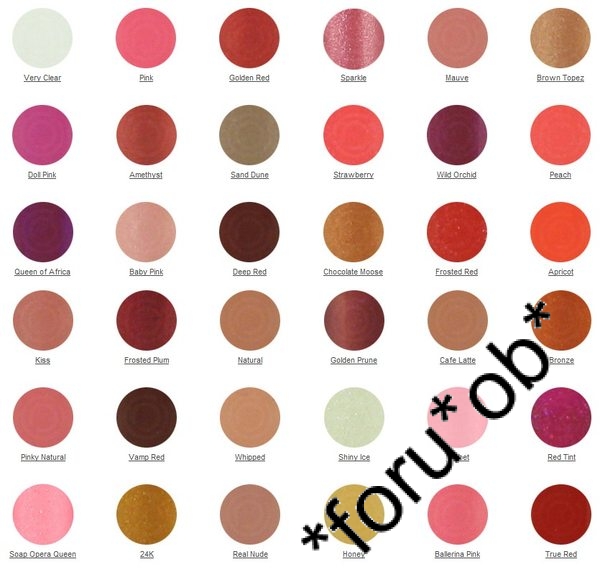 Very Clear
Pink
Golden Red
Sparkle
Mauve
Brown Topez
Doll Pink
Amethyst
Sand Dune
Strawberry
Wild Orchid
Peach
Queen of Africa
Baby Pink
Deep Red
Chocolate Moose
Frosted Red
Apricot
Kiss
Frosted Plum
Natural
Golden Prune
Cafe Latte
Bronze
Pinky Natural
Vamp Red
Whipped
Shiny Ice
Red Tint
Soap Opera Queen
24K
Real Nude
Honey
Ballerina Pink
True Red
*foru*ob*